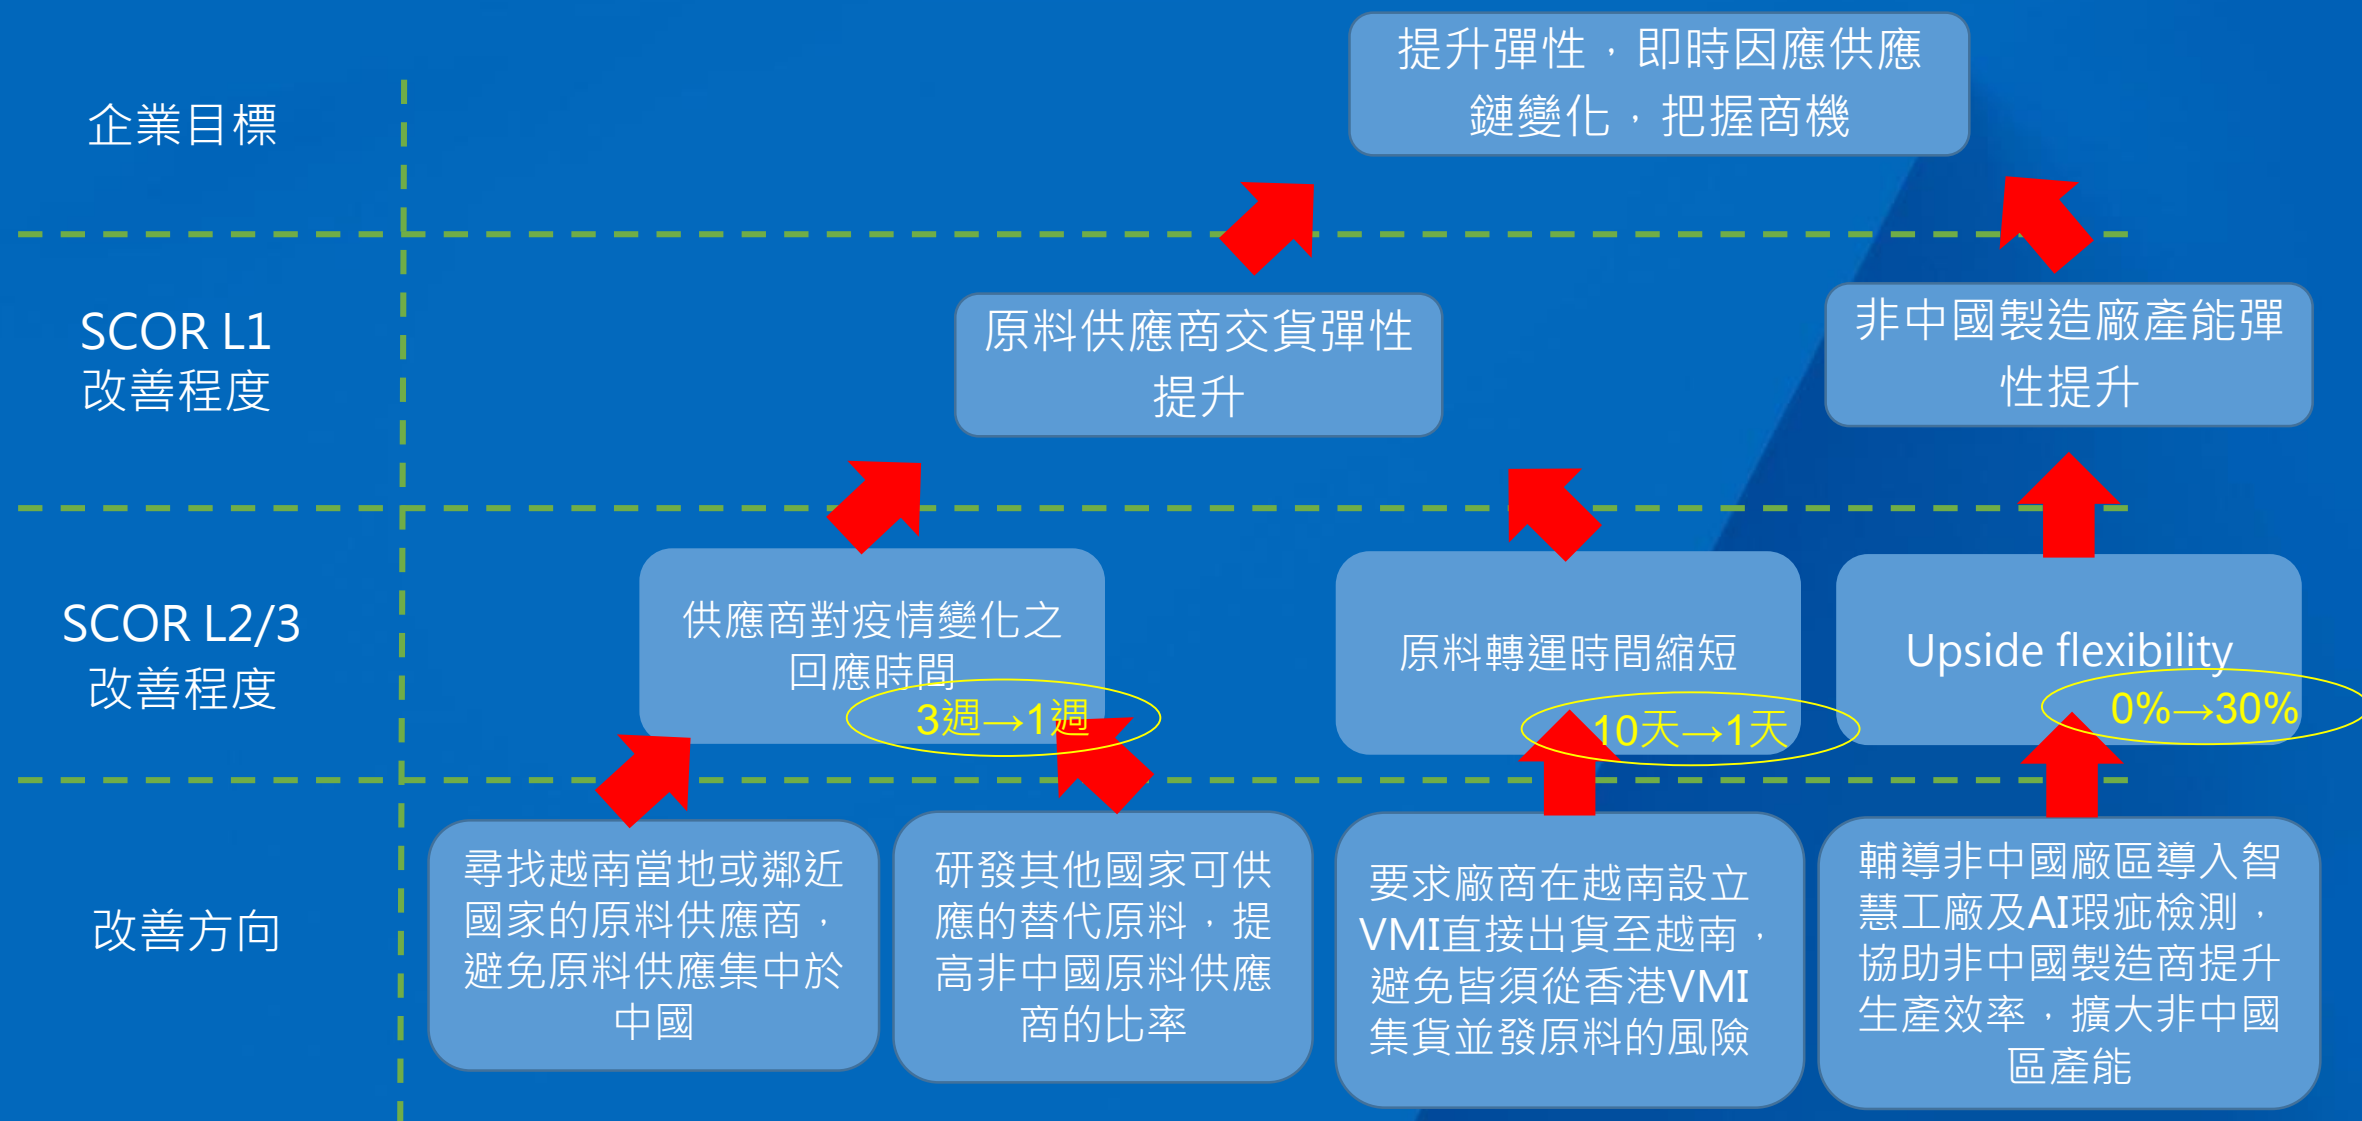 企業目標
提升彈性，即時因應供應
鏈變化，把握商機
SCOR L1
改善程度
原料供應商交貨彈性
提升
非中國製造廠產能彈
性提升
SCOR L2/3
改善程度
供應商對疫情變化之
回應時間
3週→1週
原料轉運時間縮短
10天→1天
Upside flexibility
0%→30%
改善方向
尋找越南當地或鄰近
國家的原料供應商，
避免原料供應集中於
中國
研發其他國家可供
應的替代原料，提
高非中國原料供應
商的比率
要求廠商在越南設立
VMI直接出貨至越南，
避免皆須從香港VMI
集貨並發原料的風險
輔導非中國廠區導入智
慧工廠及AI瑕疵檢測，
協助非中國製造商提升
生產效率，擴大非中國
區產能